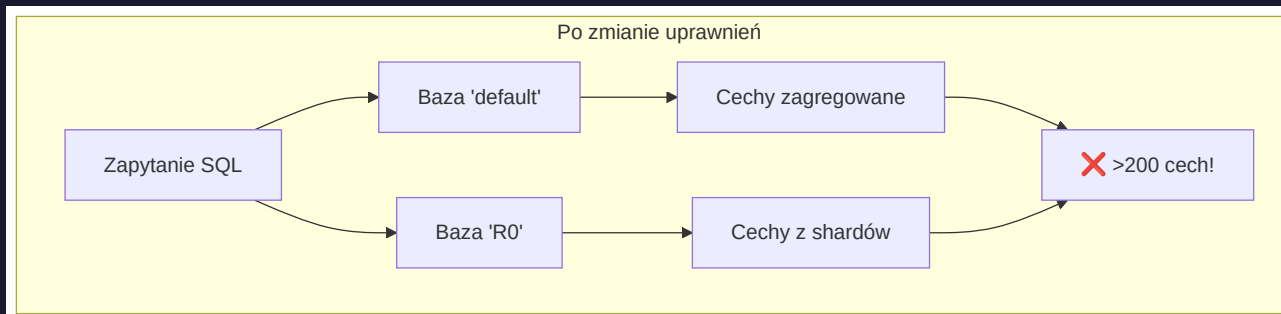 Po zmianie uprawnień
Zapytanie SQL
Baza 'default'
Cechy zagregowane
Baza 'R0'
Cechy z shardów
❌ >200 cech!